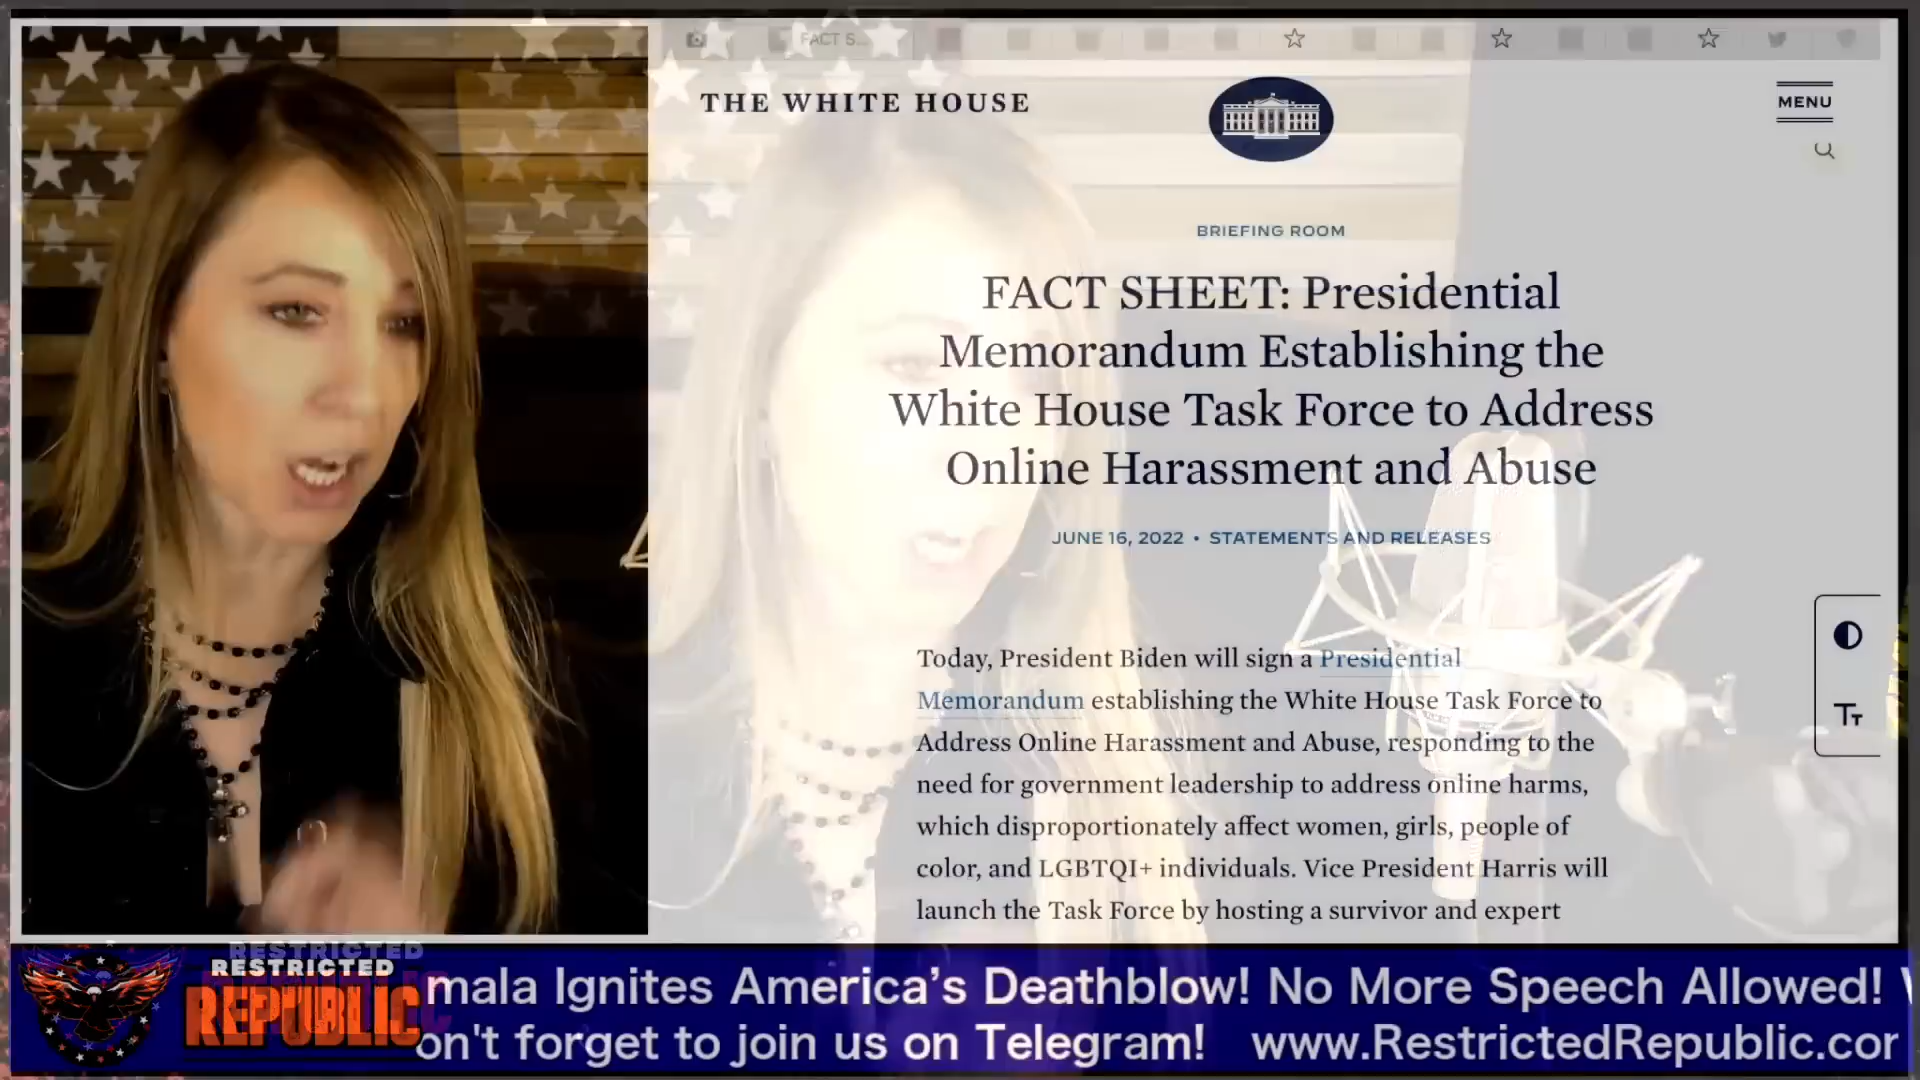 FACT S...
THE WHITE HOUSE
MENU
BRIEFING ROOM
FACT SHEET: Presidential
Memorandum Establishing the
White House Task Force to Address
Online Harassment and Abuse
JUNE 16, 2022 • STATEMENTS AND RELEASES
Today, President Biden will sign a Presidential
Memorandum establishing the White House Task Force to
Address Online Harassment and Abuse, responding to the
need for government leadership to address online harms,
which disproportionately affect women, girls, people of
color, and LGBTQI+ individuals. Vice President Harris will
launch the Task Force by hosting a survivor and expert
Tт
RESTRICTED
RESTRICTED
REPUBLIC
mala Ignites America's Deathblow! No More Speech Allowed!
on't forget to join us on Telegram! www.RestrictedRepublic.com